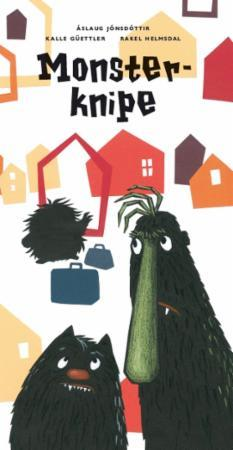 ÁSLAUG JÓNSDÓTTIR
KALLE GÜETTLER RAKEL HELMSDAL
Monster-
knipe